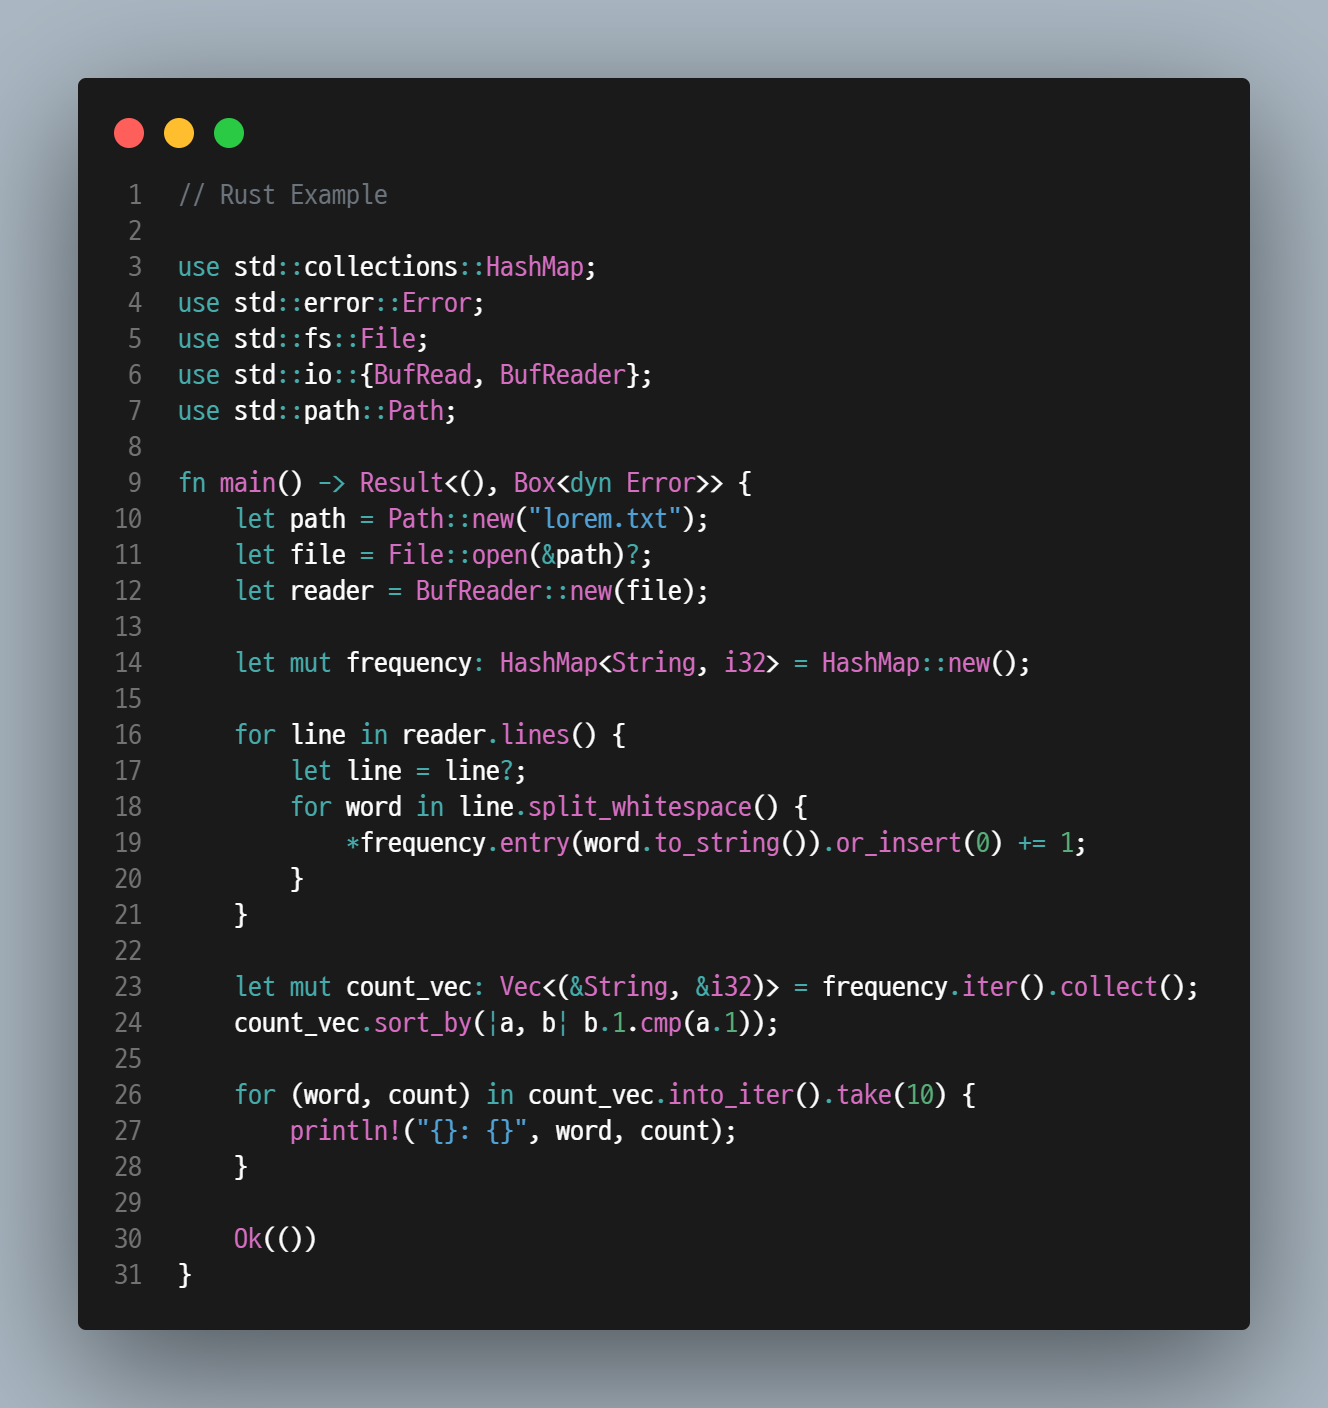 1 // Rust Example
2
3 use std::collections::HashMap;
4 use std::error::Error;
5 use std::fs::File;
6 use std::io::{BufRead, BufReader};
7 use std::path::Path;
8
9 fn main() -> Result<(), Box<dyn Error>> {
10     let path = Path::new("lorem.txt");
11     let file = File::open(&path)?;
12     let reader = BufReader::new(file);
13
14     let mut frequency: HashMap<String, i32> = HashMap::new();
15
16     for line in reader.lines() {
17         let line = line?;
18         for word in line.split_whitespace() {
19             *frequency.entry(word.to_string()).or_insert(0) += 1;
20         }
21     }
22
23     let mut count_vec: Vec<(&String, &i32)> = frequency.iter().collect();
24     count_vec.sort_by(|a, b| b.1.cmp(a.1));
25
26     for (word, count) in count_vec.into_iter().take(10) {
27         println!("{}: {}", word, count);
28     }
29
30     Ok(())
31 }